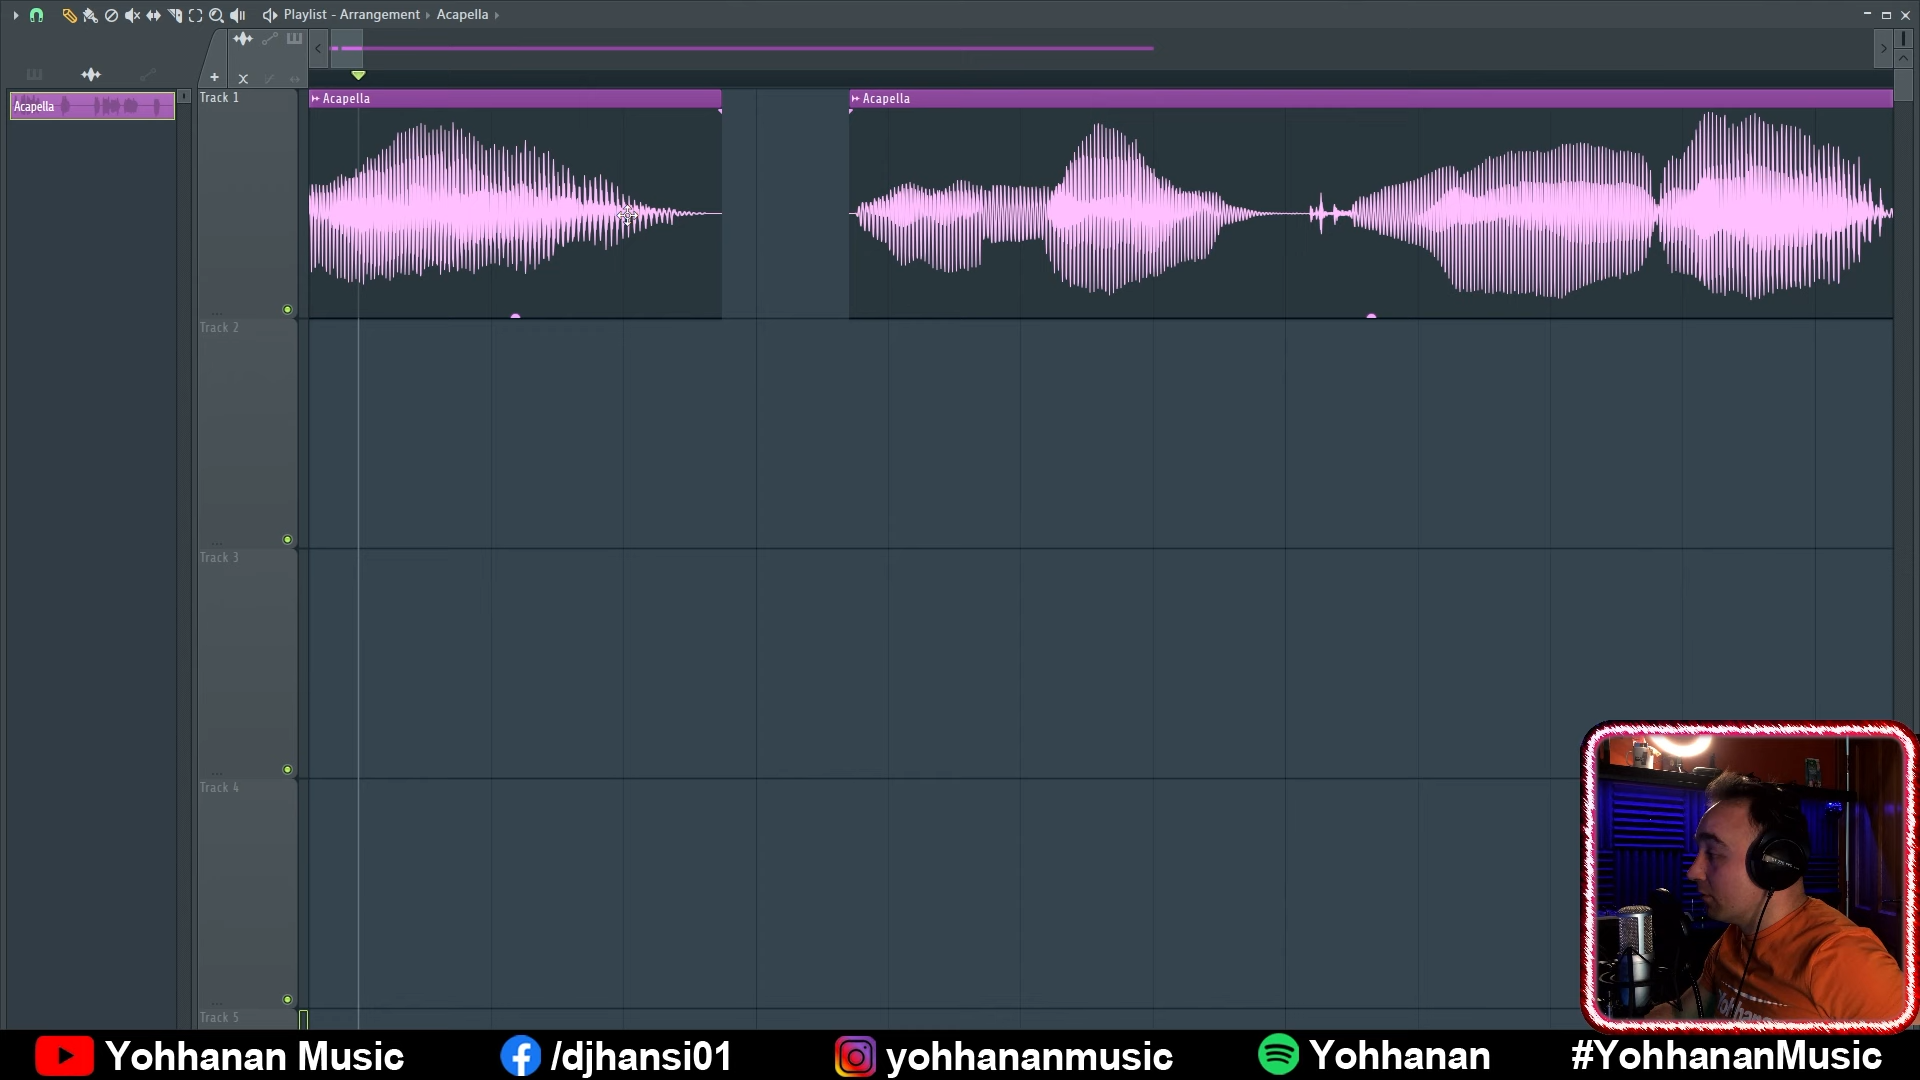 Playlist - Arrangement
Acapella
Acapella
Track 1
Acapella
Acapella
Track 2
Track 3
Track 4
Track 5
Yohhanan Music
/djhansi01
yohhananmusic
Yohhanan
#YohhananMusic